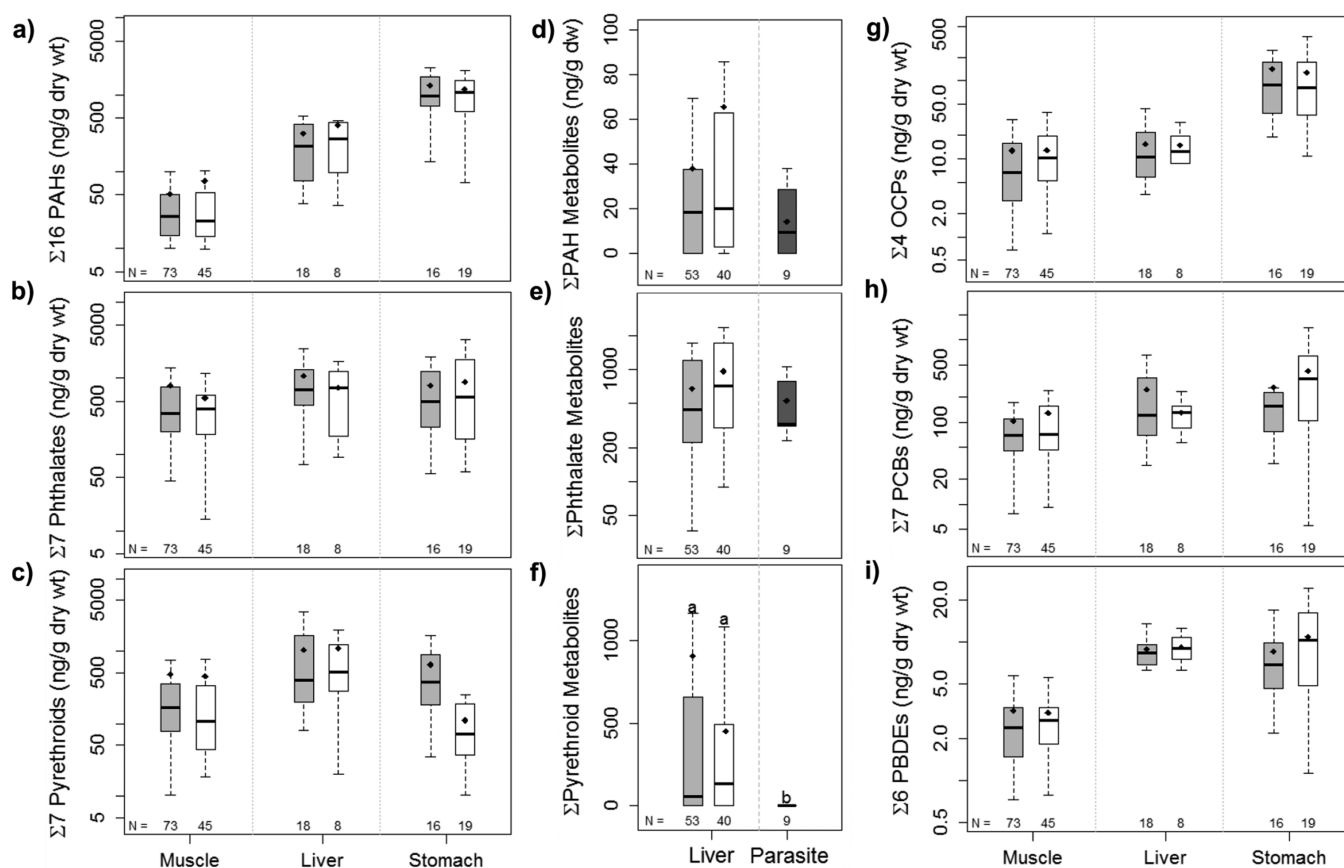 a)
Σ16 PAHs (ng/g dry wt)
5000
500
50
5
N = 73 45 18 8 16 19
b)
Σ7 Phthalates (ng/g dry wt)
5000
500
50
5
N = 73 45 18 8 16 19
c)
Σ7 Pyrethroids (ng/g dry wt)
5000
500
50
5
N = 73 45 18 8 16 19
Muscle Liver Stomach
d)
ΣPAH Metabolites (ng/g dw)
100
80
60
40
20
0
N = 53 40 9
e)
ΣPhthalate Metabolites
1000
200
50
N = 53 40 9
f)
ΣPyrethroid Metabolites
1000
500
0
a a b
N = 53 40 9
Liver Parasite
g)
Σ4 OCPs (ng/g dry wt)
500
50.0
10.0
2.0
0.5
N = 73 45 18 8 16 19
h)
Σ7 PCBs (ng/g dry wt)
500
100
20
5
N = 73 45 18 8 16 19
i)
Σ6 PBDEs (ng/g dry wt)
20.0
5.0
2.0
0.5
N = 73 45 18 8 16 19
Muscle Liver Stomach